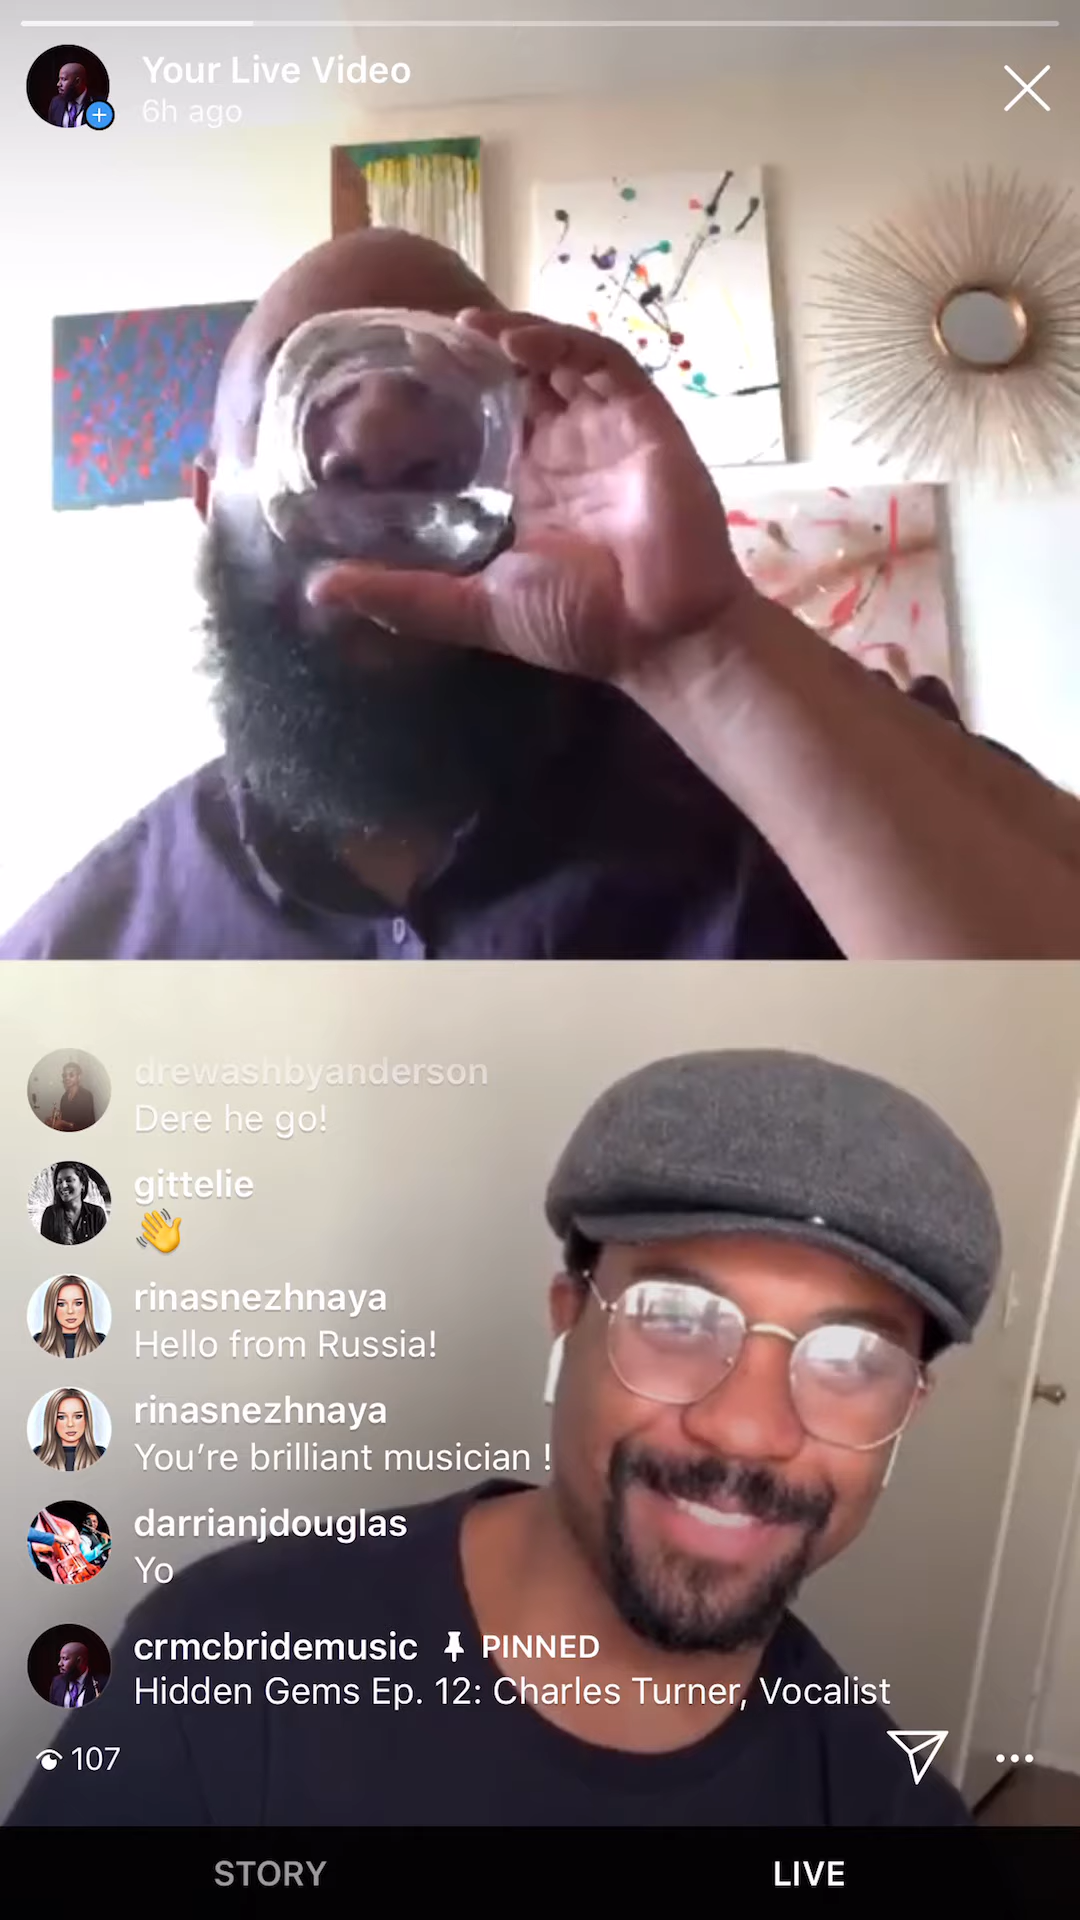 Your Live Video
6h ago
drewashbyanderson
Dere he go!
gittelie
👋
rinasnezhnaya
Hello from Russia!
rinasnezhnaya
You’re brilliant musician !
darrianjdouglas
Yo
crmcbridemusic PINNED
Hidden Gems Ep. 12: Charles Turner, Vocalist
107
STORY LIVE